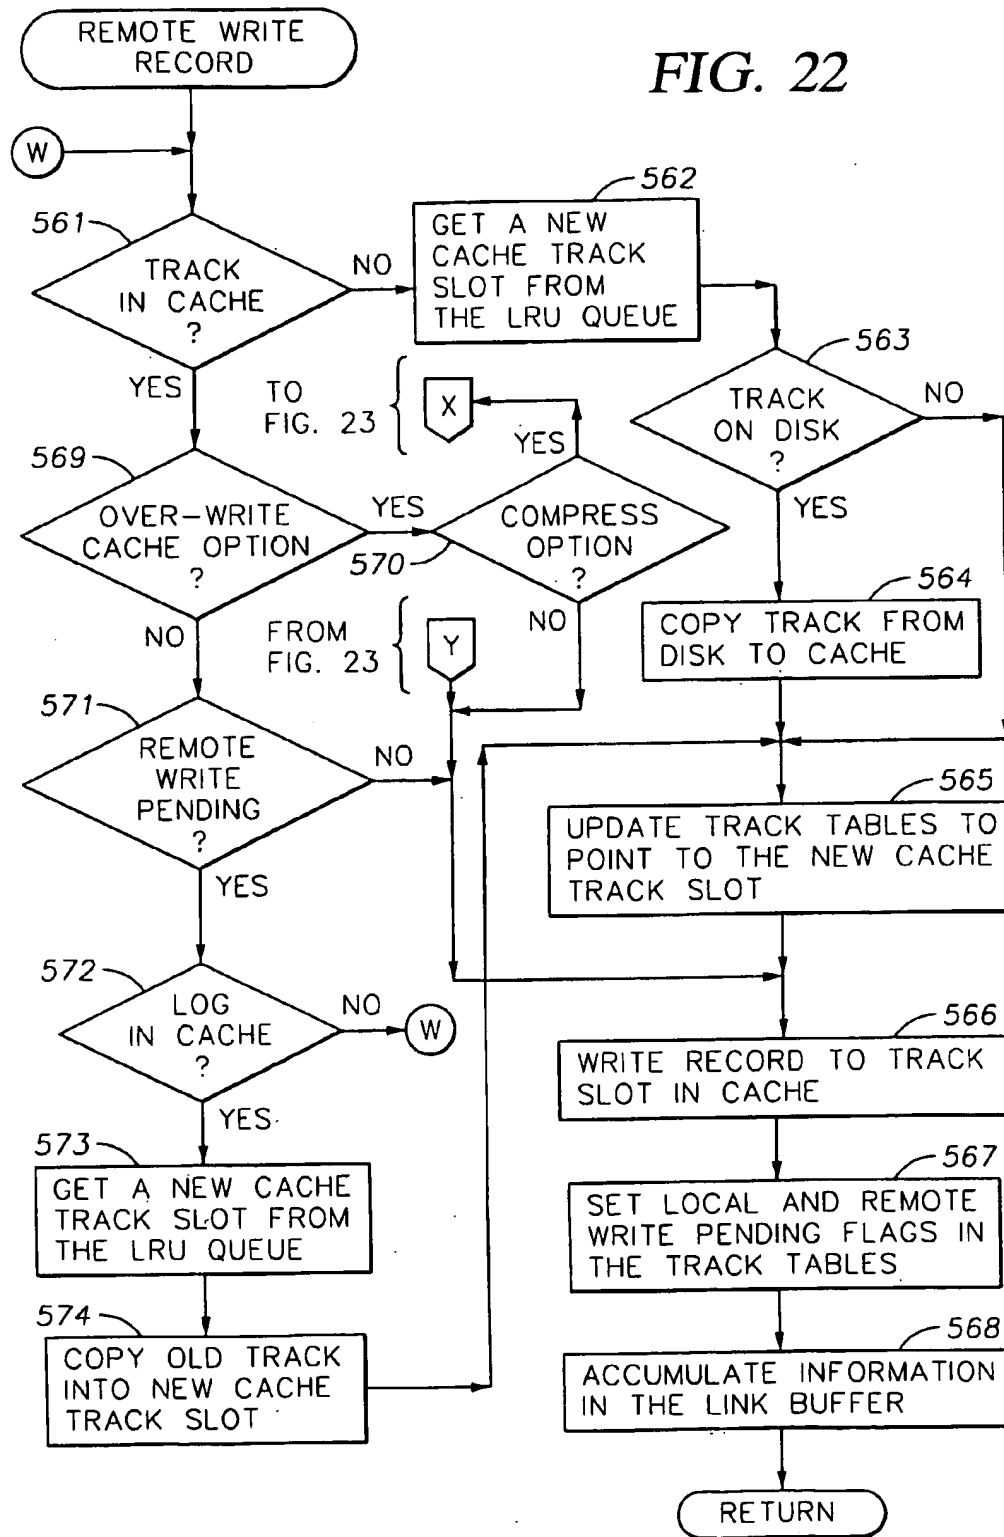 REMOTE WRITE
RECORD
FIG. 22
W
561
TRACK
IN CACHE
?
NO
YES
562
GET A NEW
CACHE TRACK
SLOT FROM
THE LRU QUEUE
563
TRACK
ON DISK
?
NO
YES
TO
FIG. 23
X
YES
569
OVER-WRITE
CACHE OPTION
?
YES
NO
570
COMPRESS
OPTION
?
NO
564
COPY TRACK FROM
DISK TO CACHE
FROM
FIG. 23
Y
571
REMOTE
WRITE
PENDING
?
NO
YES
565
UPDATE TRACK TABLES TO
POINT TO THE NEW CACHE
TRACK SLOT
572
LOG
IN CACHE
?
NO
W
YES
566
WRITE RECORD TO TRACK
SLOT IN CACHE
573
GET A NEW CACHE
TRACK SLOT FROM
THE LRU QUEUE
567
SET LOCAL AND REMOTE
WRITE PENDING FLAGS IN
THE TRACK TABLES
574
COPY OLD TRACK
INTO NEW CACHE
TRACK SLOT
568
ACCUMULATE INFORMATION
IN THE LINK BUFFER
RETURN